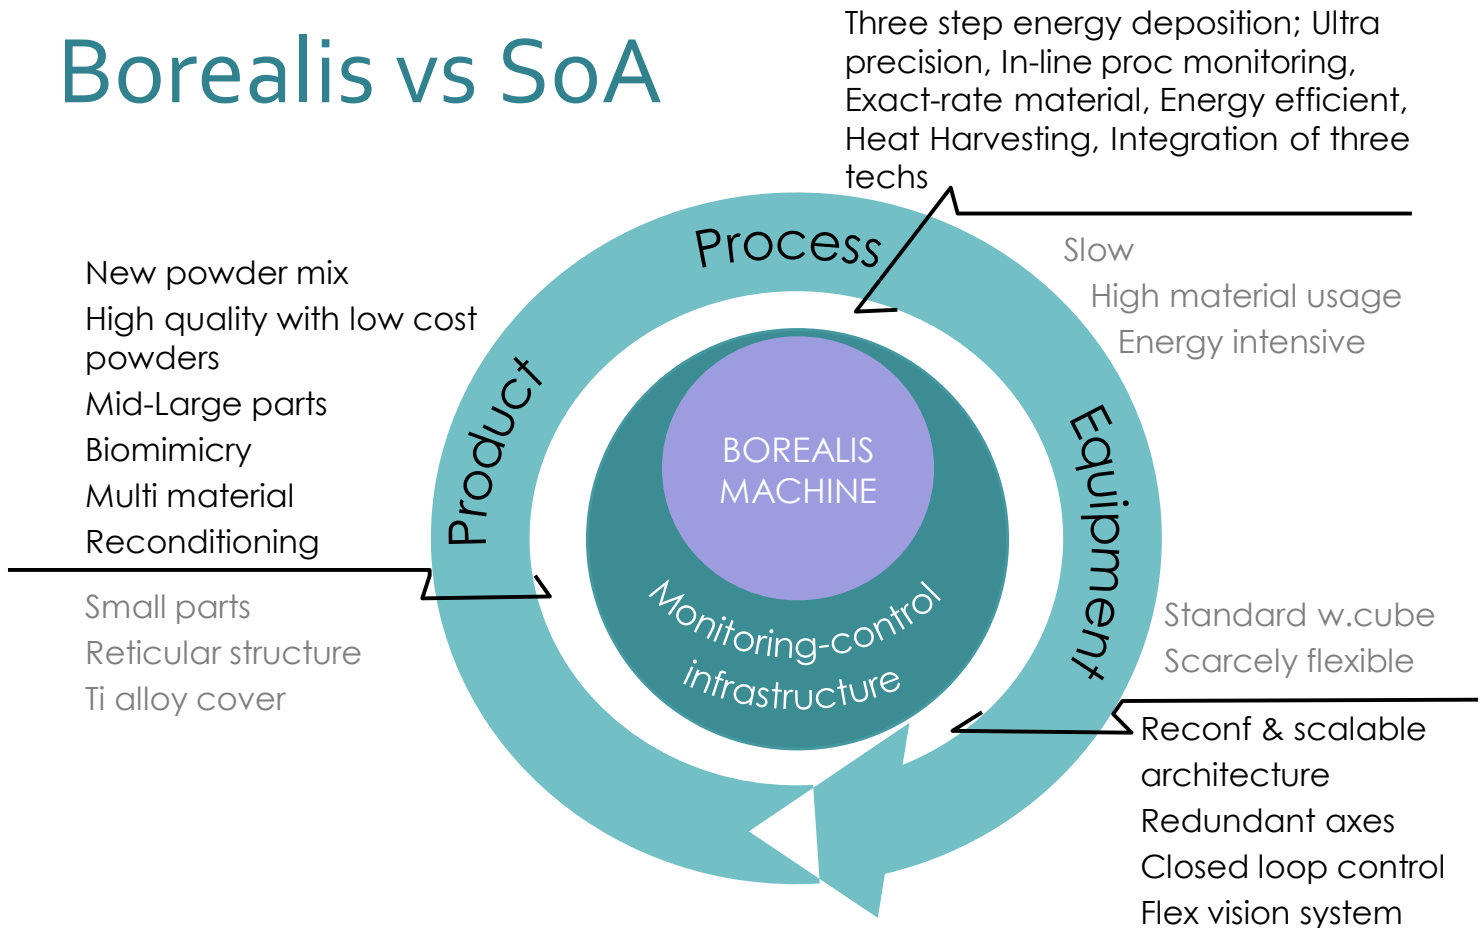 Borealis vs SoA
Three step energy deposition; Ultra
precision, In-line proc monitoring,
Exact-rate material, Energy efficient,
Heat Harvesting, Integration of three
techs
Process
Slow
High material usage
Energy intensive
New powder mix
High quality with low cost
powders
Mid-Large parts
Biomimicry
Multi material
Reconditioning
Product
Small parts
Reticular structure
Ti alloy cover
BOREALIS
MACHINE
Monitoring-control
infrastructure
Equipment
Standard w.cube
Scarcely flexible
Reconf & scalable
architecture
Redundant axes
Closed loop control
Flex vision system